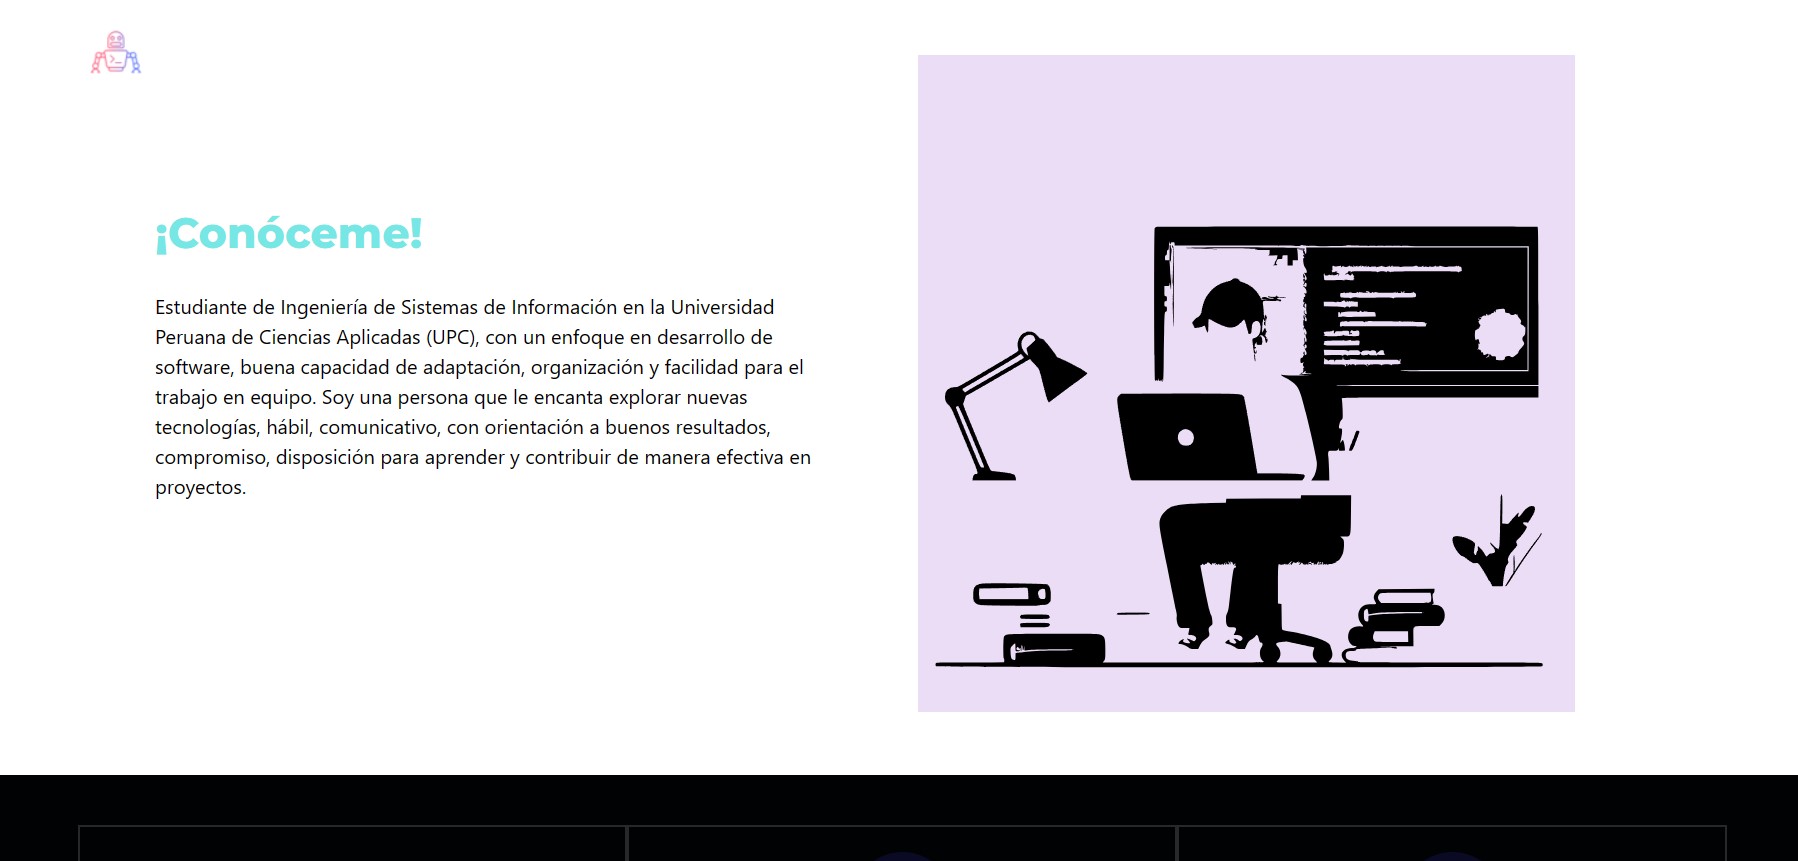 ¡Conóceme!
Estudiante de Ingeniería de Sistemas de Información en la Universidad
Peruana de Ciencias Aplicadas (UPC), con un enfoque en desarrollo de
software, buena capacidad de adaptación, organización y facilidad para el
trabajo en equipo. Soy una persona que le encanta explorar nuevas
tecnologías, hábil, comunicativo, con orientación a buenos resultados,
compromiso, disposición para aprender y contribuir de manera efectiva en
proyectos.